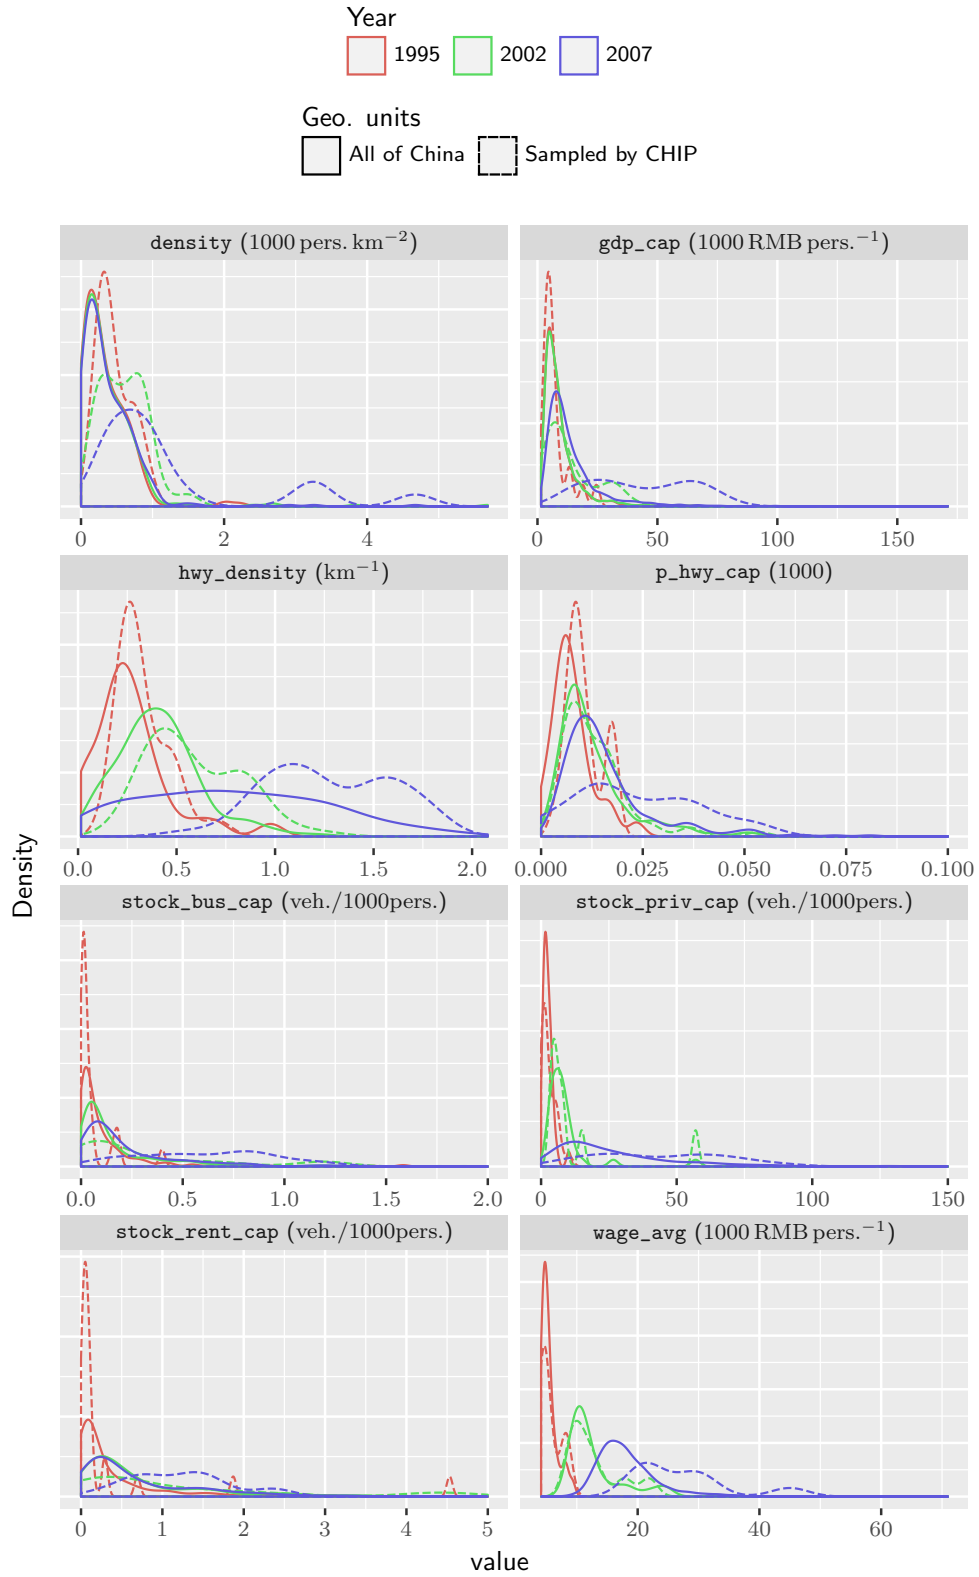 Year
1995 2002 2007
Geo. units
All of China Sampled by CHIP
density (1000 pers. km⁻²) gdp_cap (1000 RMB pers.⁻¹)
0 2 4 0 50 100 150
hwy_density (km⁻¹) p_hwy_cap (1000)
0.0 0.5 1.0 1.5 2.0 0.000 0.025 0.050 0.075 0.100
Density
stock_bus_cap (veh./1000pers.) stock_priv_cap (veh./1000pers.)
0.0 0.5 1.0 1.5 2.0 0 50 100 150
stock_rent_cap (veh./1000pers.) wage_avg (1000 RMB pers.⁻¹)
0 1 2 3 4 5 20 40 60
value